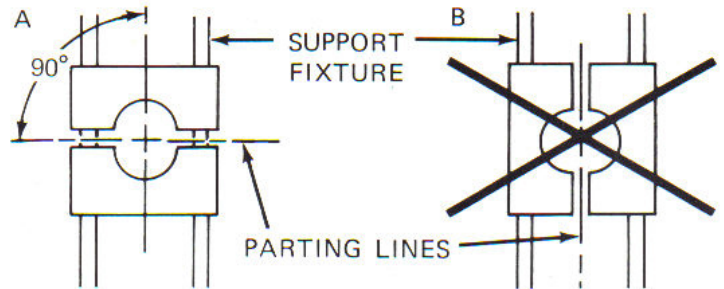 A
B
90°
SUPPORT
FIXTURE
PARTING LINES